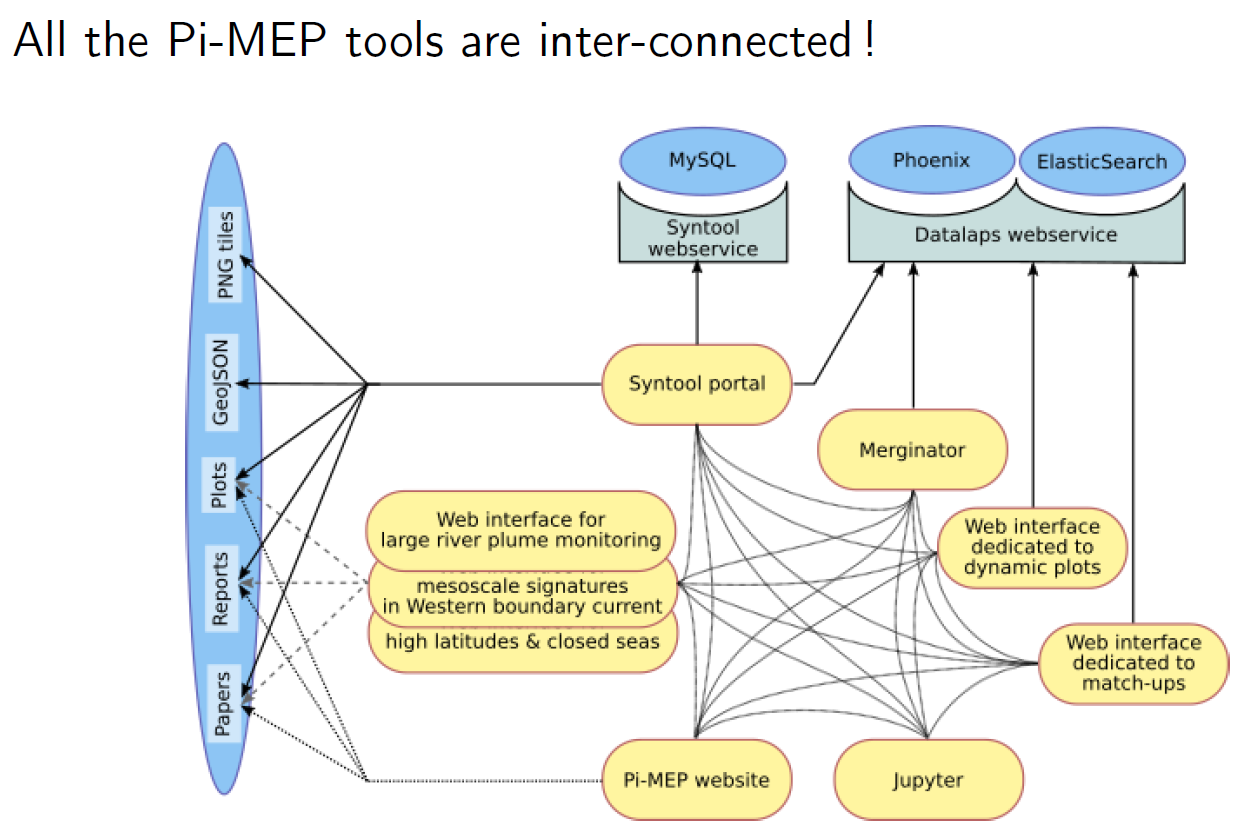 All the Pi-MEP tools are inter-connected !
MySQL
Phoenix
ElasticSearch
Syntool
webservice
Datalaps webservice
PNG tiles
GeoJSON
Plots
Reports
Papers
Syntool portal
Merginator
Web interface for
large river plume monitoring
mesoscale signatures
in Western boundary current
high latitudes & closed seas
Web interface
dedicated to
dynamic plots
Web interface
dedicated to
match-ups
Pi-MEP website
Jupyter